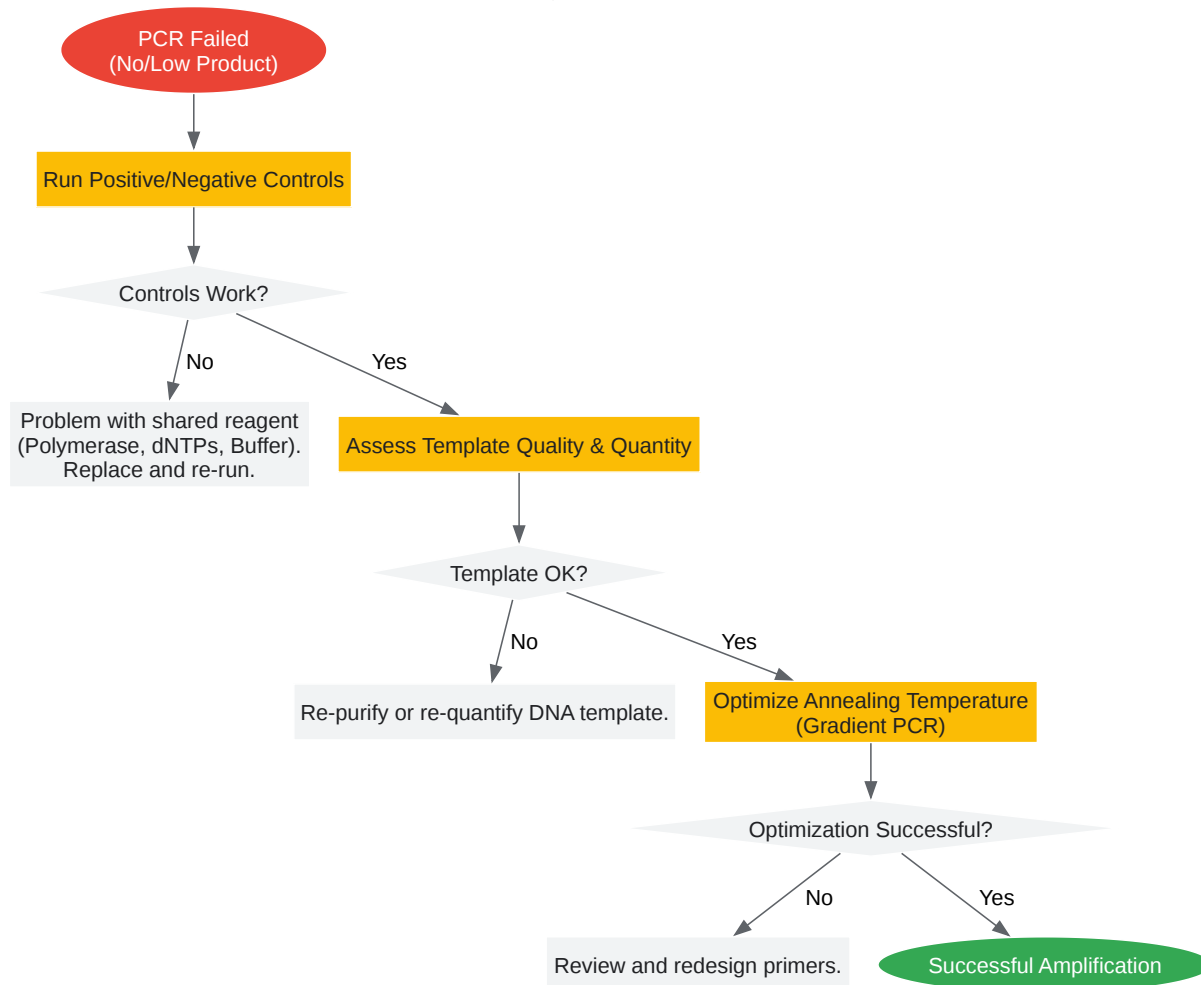 PCR Failed
(No/Low Product)
Run Positive/Negative Controls
Controls Work?
No
Yes
Problem with shared reagent
(Polymerase, dNTPs, Buffer).
Replace and re-run.
Assess Template Quality & Quantity
Template OK?
No
Yes
Re-purify or re-quantify DNA template.
Optimize Annealing Temperature
(Gradient PCR)
Optimization Successful?
No
Yes
Review and redesign primers.
Successful Amplification